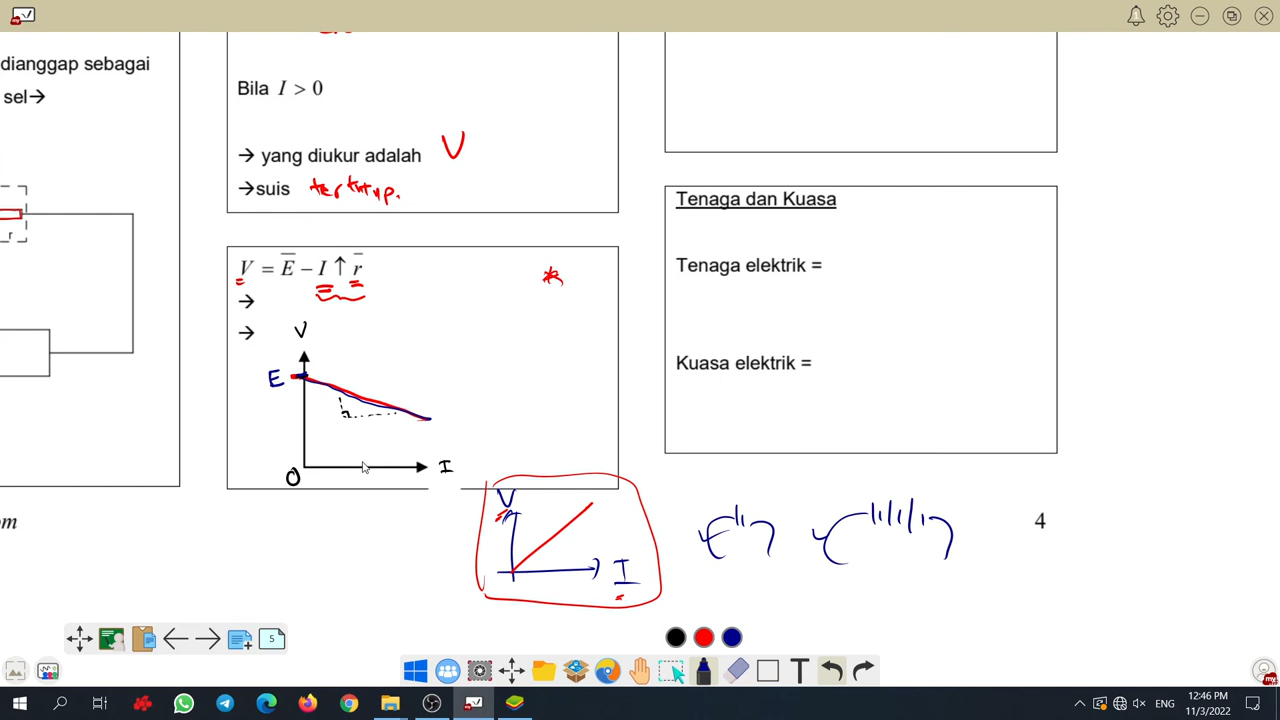 dianggap sebagai
sel→
r
om
Bila I > 0
→ yang diukur adalah V
→suis tertutup.
V = E − I ↑ r
→
→
*
V
E
O
I
V
I
Tenaga dan Kuasa
Tenaga elektrik =
Kuasa elektrik =
4
5
T
ENG
12:46 PM
11/3/2022